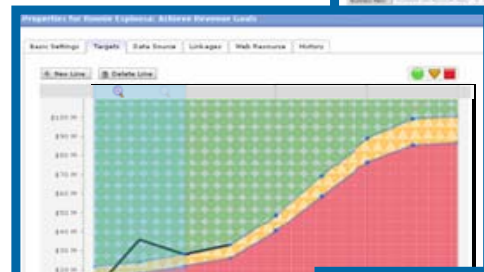 Properties for Ronnie Espinosa: Achieve Revenue Goals
Basic Settings Targets Data Source Linkages Web Resource History
New Line Delete Line
$100 M
$90 M
$80 M
$70 M
$60 M
$50 M
$40 M
$30 M
$20 M